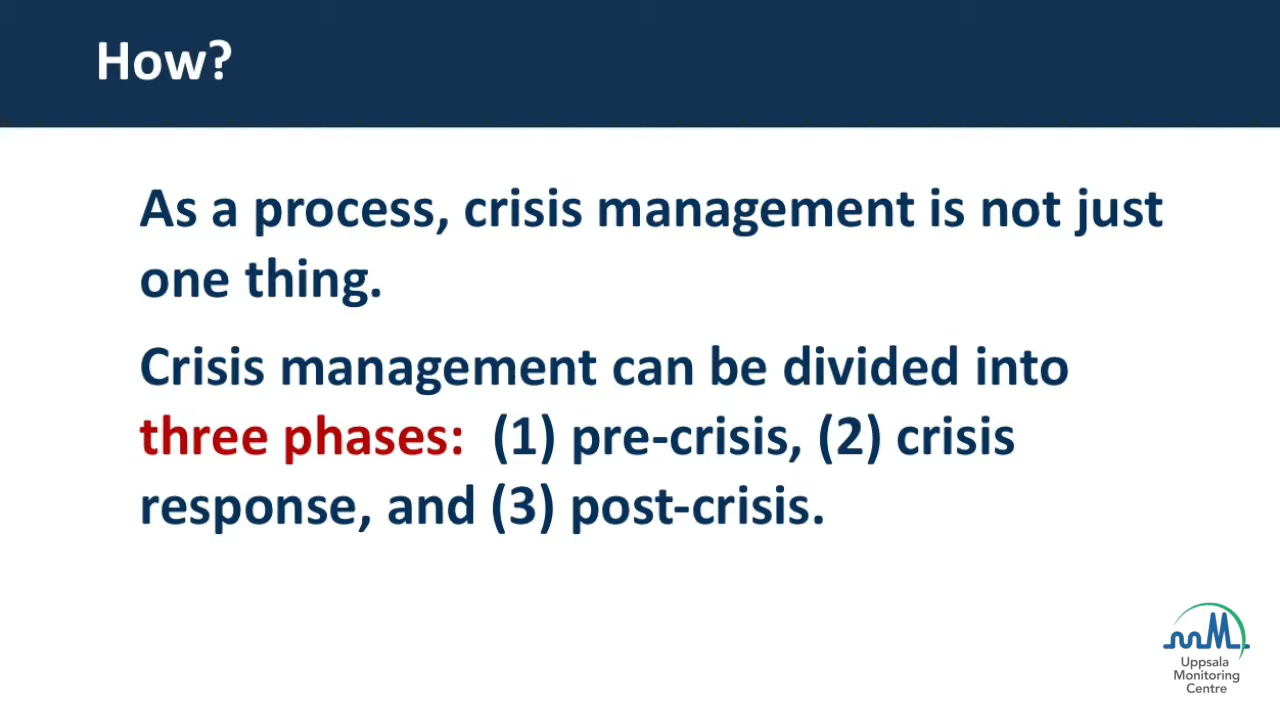 How?
As a process, crisis management is not just
one thing.
Crisis management can be divided into
three phases: (1) pre-crisis, (2) crisis
response, and (3) post-crisis.
Uppsala
Monitoring
Centre